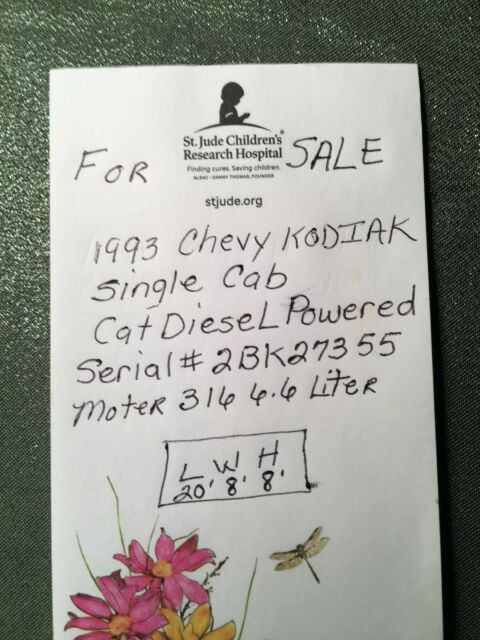 St. Jude Children's®
Research Hospital
FOR SALE
Finding cures. Saving children.
ALSAC • DANNY THOMAS, FOUNDER
stjude.org
1993 Chevy KODIAK
Single Cab
Cat Diesel Powered
Serial # 2BK27355
Moter 316 6.6 Liter
L W H
20' 8' 8'